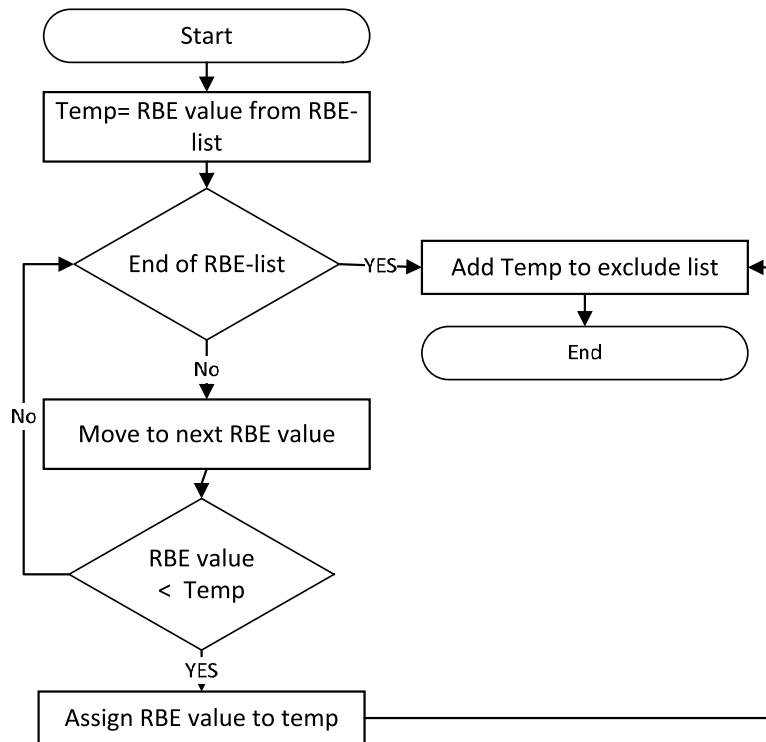 Start
Temp= RBE value from RBE-
list
End of RBE-list
YES
Add Temp to exclude list
End
No
No
Move to next RBE value
RBE value
< Temp
YES
Assign RBE value to temp